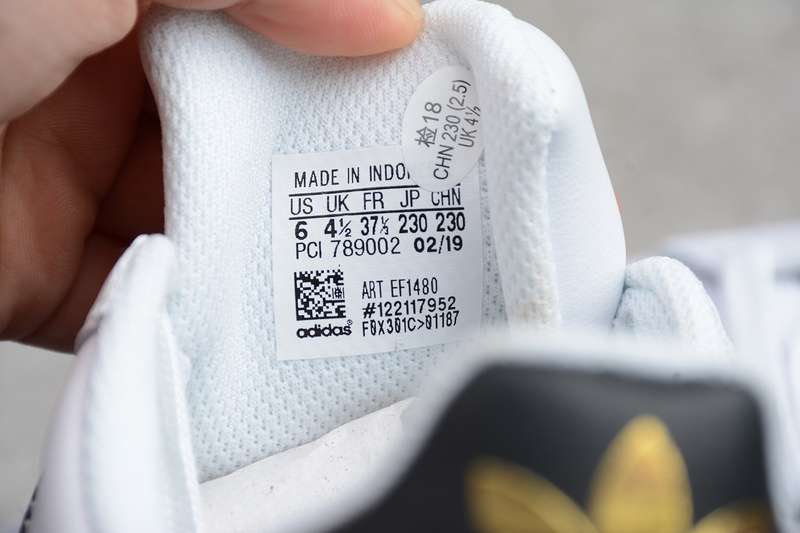 检18
CHN 230 (2.5)
UK 4½
MADE IN INDO
US UK FR JP CHN
6 4½ 37⅓ 230 230
PCI 789002 02/19
ART EF1480
#122117952
adidas® F0X301C>01187